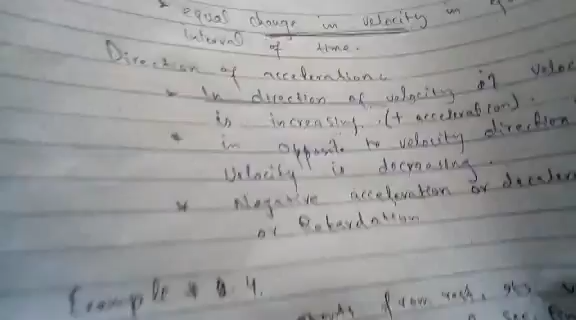 * equal change in velocity in
interval of time.
Direction of acceleration:
* In direction of velocity if
is increasing. (+ acceleration).
* in opposite to velocity direction
Velocity is decreasing.
* Negative acceleration or
or Retardation
Example 4.
from rest,